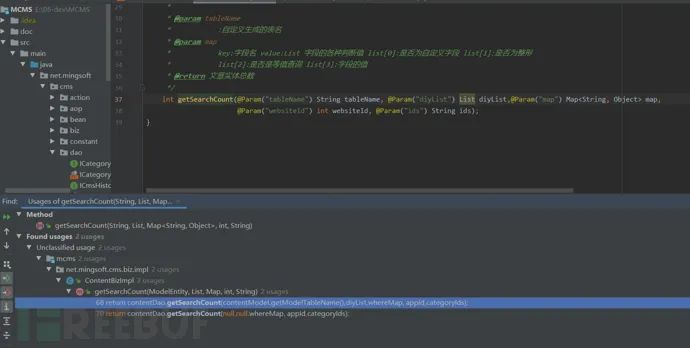 MCMS E:\06-dev\MCMS
.idea
doc
src
main
java
net.mingsoft
cms
action
aop
bean
biz
constant
dao
ICategory
ICategory
ICmsHisto
29 *
30 * @param tableName
31 * :自定义生成的表名
32 * @param map
33 * key:字段名 value:List 字段的各种判断值 list[0]:是否为自定义字段 list[1]:是否为整形
34 * list[2]:是否是等值查询 list[3]:字段的值
35 * @return 文章实体总数
36 */
37 int getSearchCount(@Param("tableName") String tableName, @Param("diyList") List diyList,@Param("map") Map<String, Object> map,
38 @Param("websiteId") int websiteId, @Param("ids") String ids);
39 }
Find: Usages of getSearchCount(String, List, Map...
Method
getSearchCount(String, List, Map<String, Object>, int, String)
Found usages 2 usages
Unclassified usage 2 usages
mcms 2 usages
net.mingsoft.cms.biz.impl 2 usages
ContentBizImpl 2 usages
getSearchCount(ModelEntity, List, Map, int, String) 2 usages
68 return contentDao.getSearchCount(contentModel.getModelTableName(),diyList,whereMap, appId,categoryIds);
70 return contentDao.getSearchCount(null,null,whereMap, appId,categoryIds);
FREEBUF